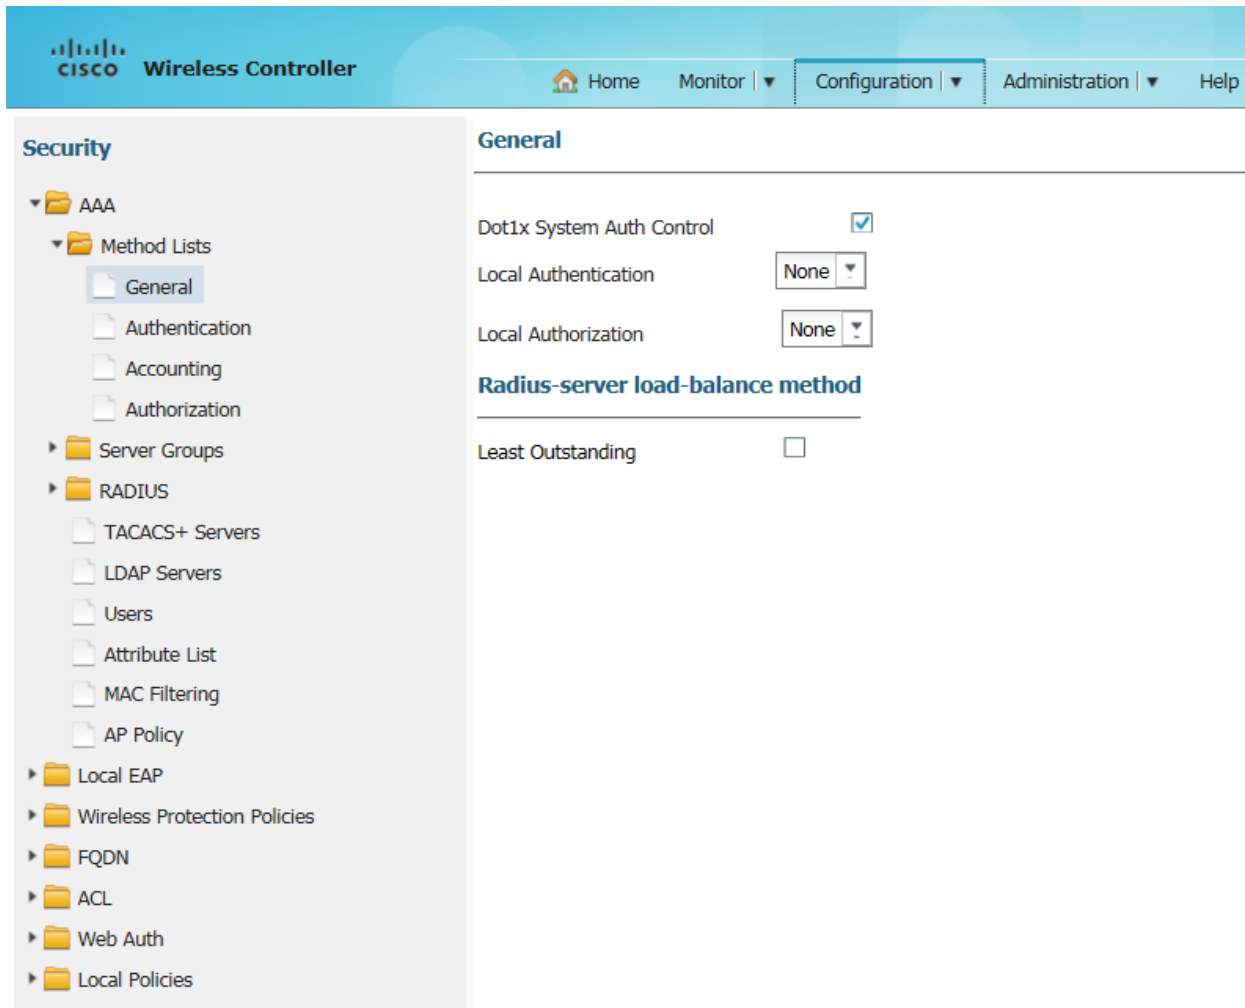 CISCO Wireless Controller
Home Monitor Configuration Administration Help
Security
AAA
Method Lists
General
Authentication
Accounting
Authorization
Server Groups
RADIUS
TACACS+ Servers
LDAP Servers
Users
Attribute List
MAC Filtering
AP Policy
Local EAP
Wireless Protection Policies
FQDN
ACL
Web Auth
Local Policies
General
Dot1x System Auth Control
Local Authentication None
Local Authorization None
Radius-server load-balance method
Least Outstanding